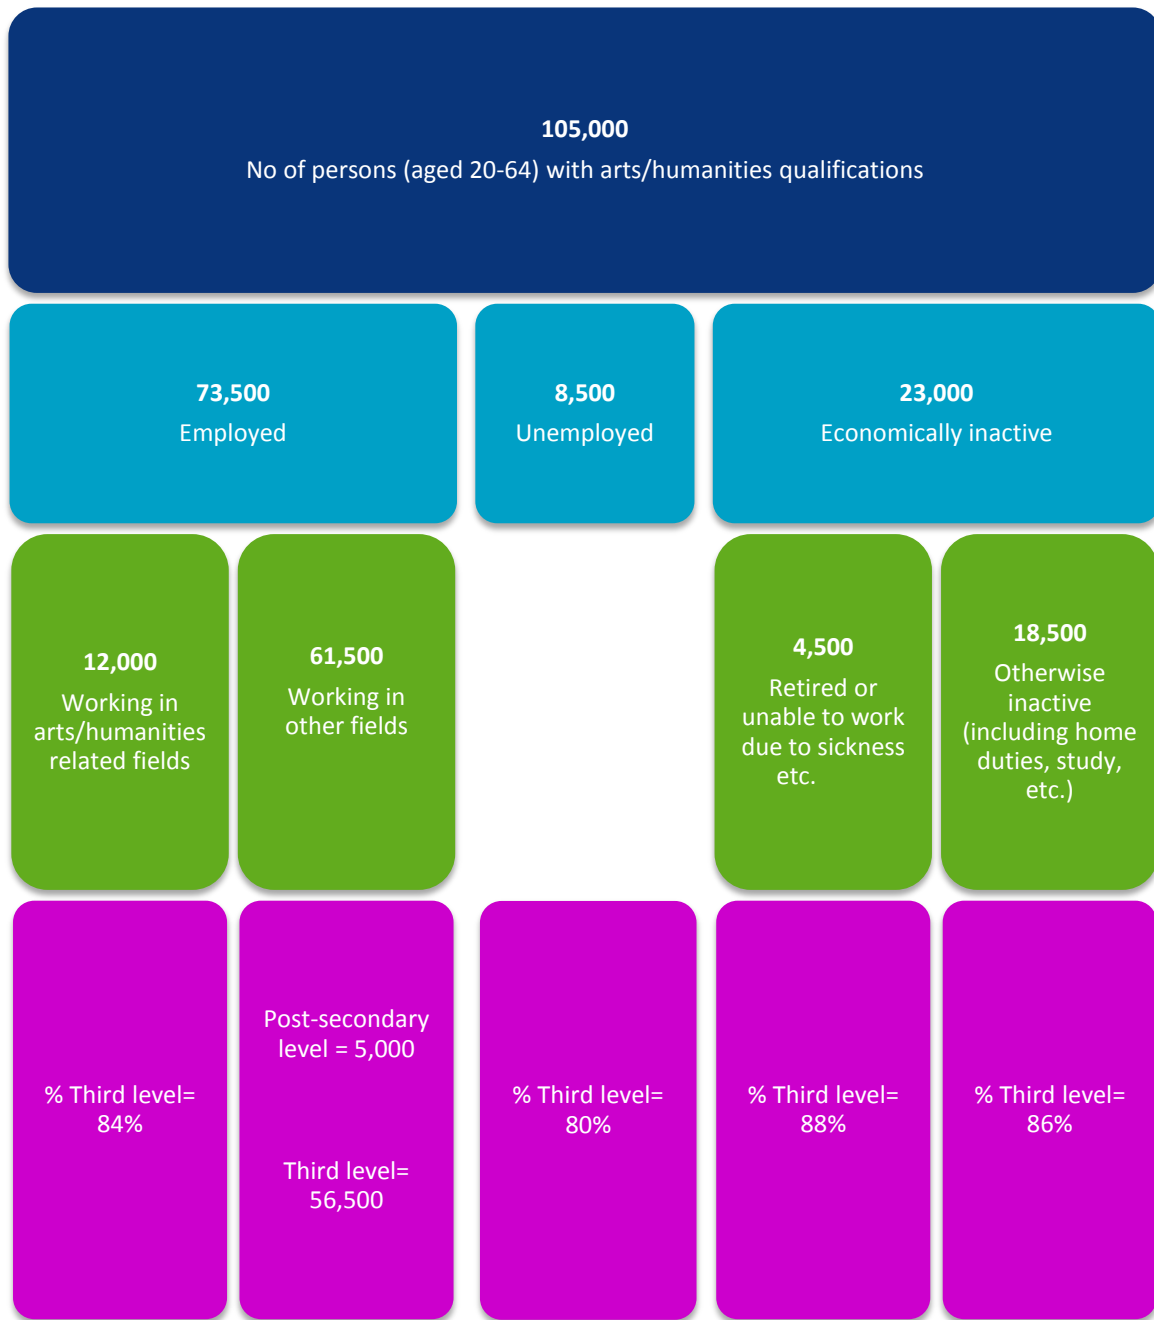 105,000
No of persons (aged 20-64) with arts/humanities qualifications
73,500
Employed
8,500
Unemployed
23,000
Economically inactive
12,000
Working in
arts/humanities
related fields
61,500
Working in
other fields
4,500
Retired or
unable to work
due to sickness
etc.
18,500
Otherwise
inactive
(including home
duties, study,
etc.)
% Third level=
84%
Post-secondary
level = 5,000
Third level=
56,500
% Third level=
80%
% Third level=
88%
% Third level=
86%